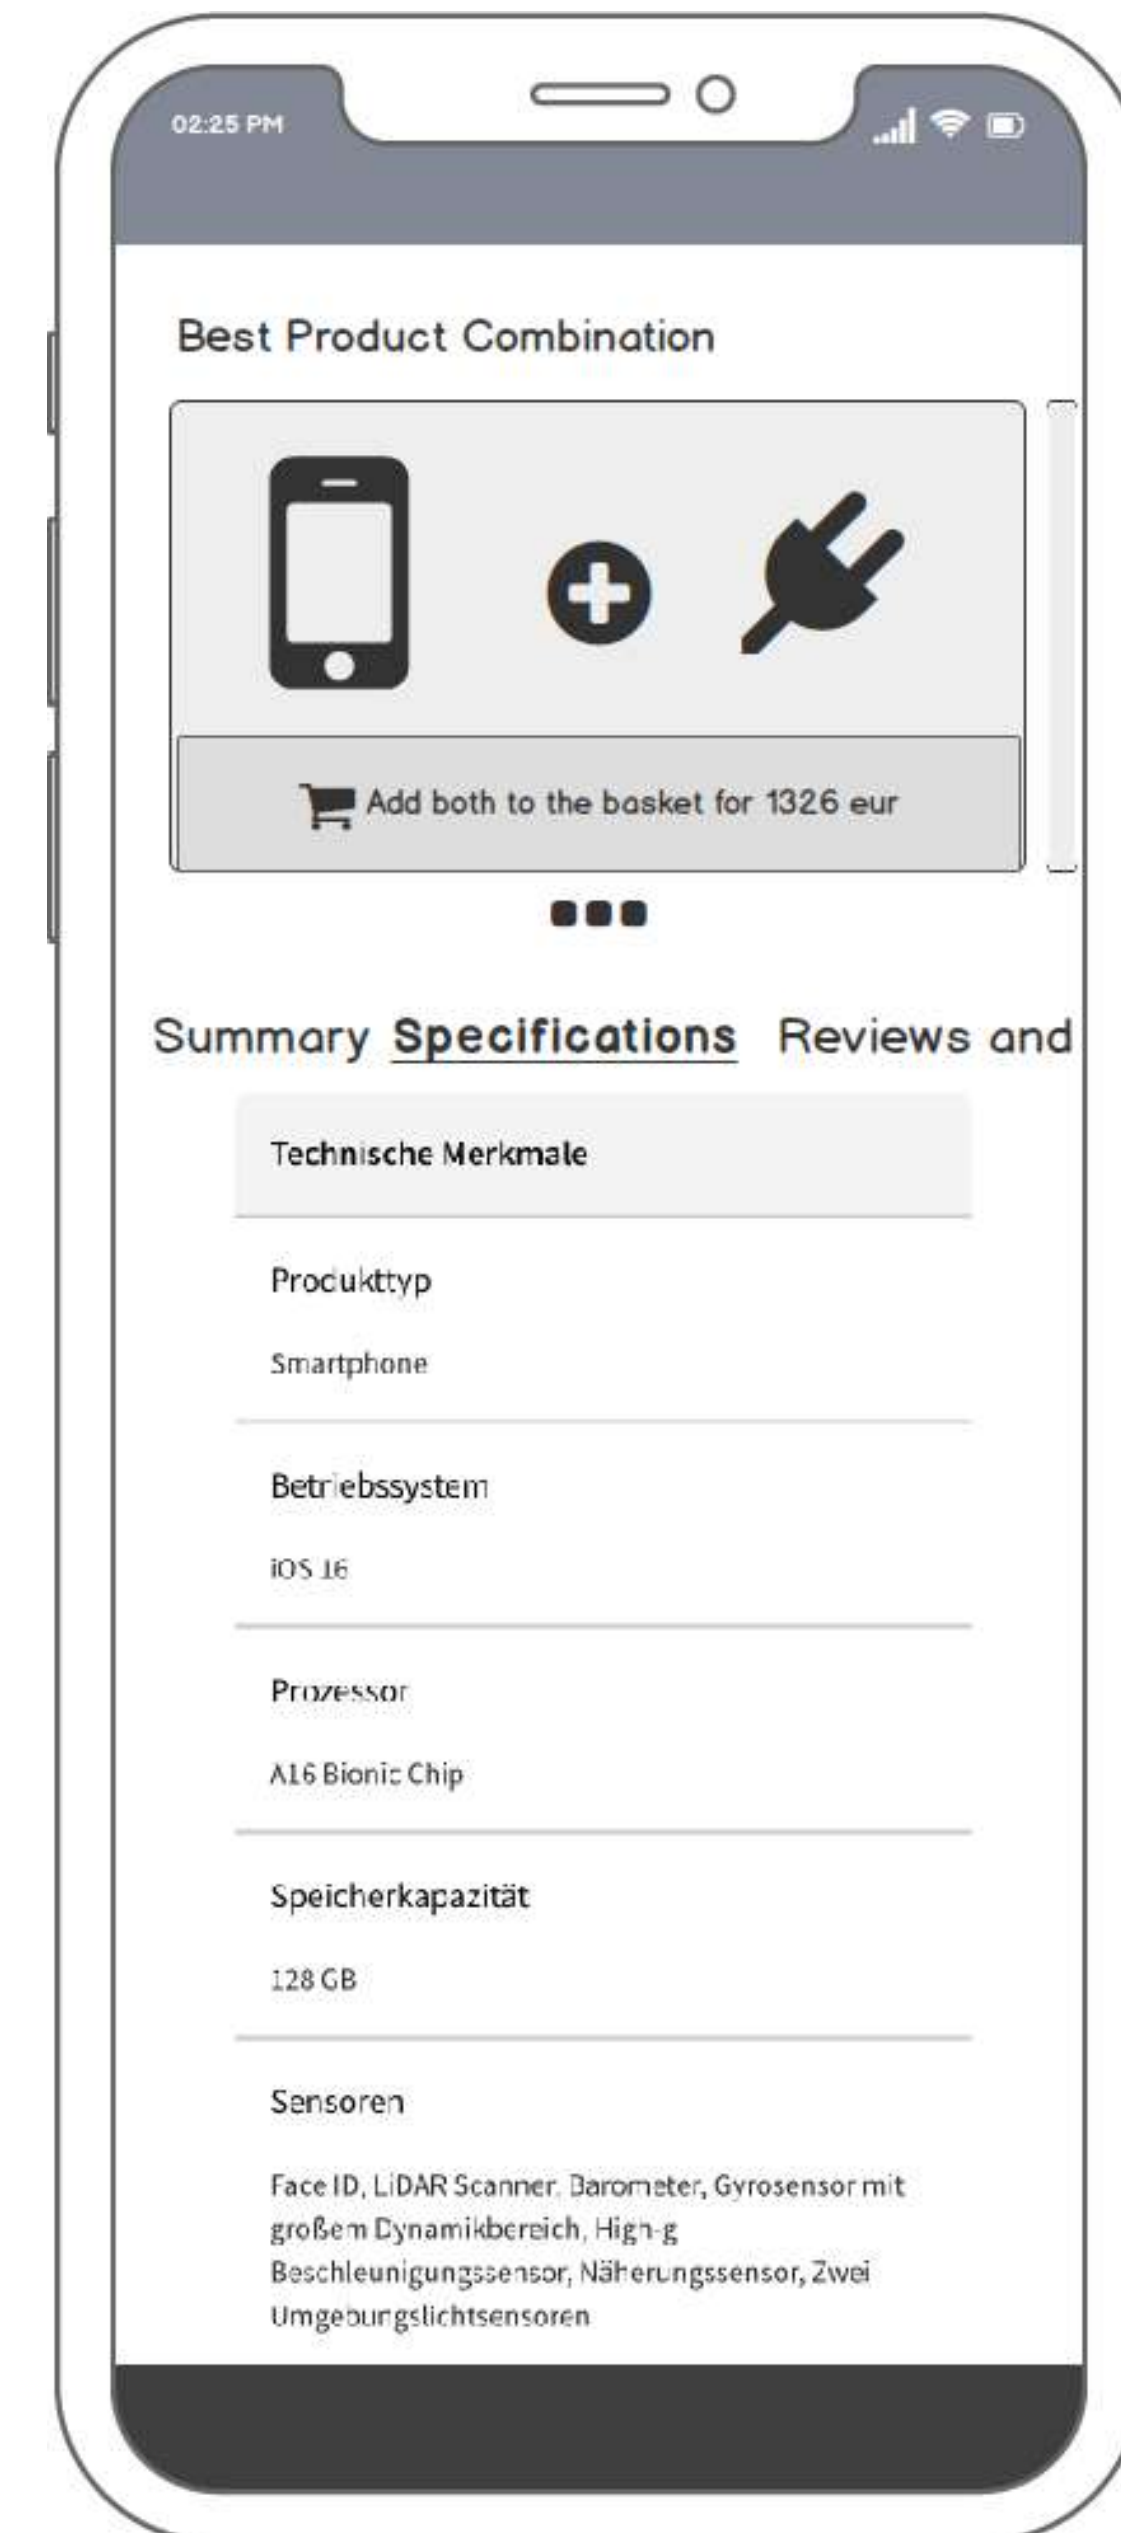 02:25 PM
Best Product Combination
Add both to the basket for 1326 eur
Summary Specifications Reviews and
Technische Merkmale
Produkttyp
Smartphone
Betriebssystem
iOS 16
Prozessor
A16 Bionic Chip
Speicherkapazität
128 GB
Sensoren
Face ID, LiDAR Scanner, Barometer, Gyrosensor mit
großem Dynamikbereich, High-g
Beschleunigungssensor, Näherungssensor, Zwei
Umgebungslichtsensoren